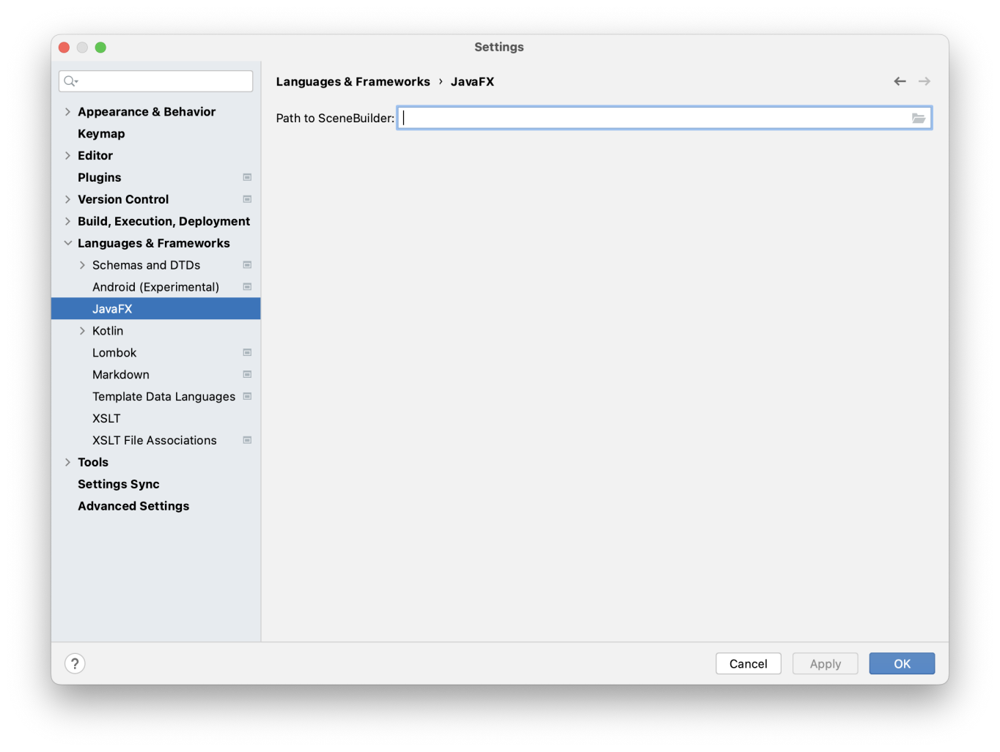 Settings
Languages & Frameworks › JavaFX
Path to SceneBuilder:
Appearance & Behavior
Keymap
Editor
Plugins
Version Control
Build, Execution, Deployment
Languages & Frameworks
Schemas and DTDs
Android (Experimental)
JavaFX
Kotlin
Lombok
Markdown
Template Data Languages
XSLT
XSLT File Associations
Tools
Settings Sync
Advanced Settings
?
Cancel
Apply
OK